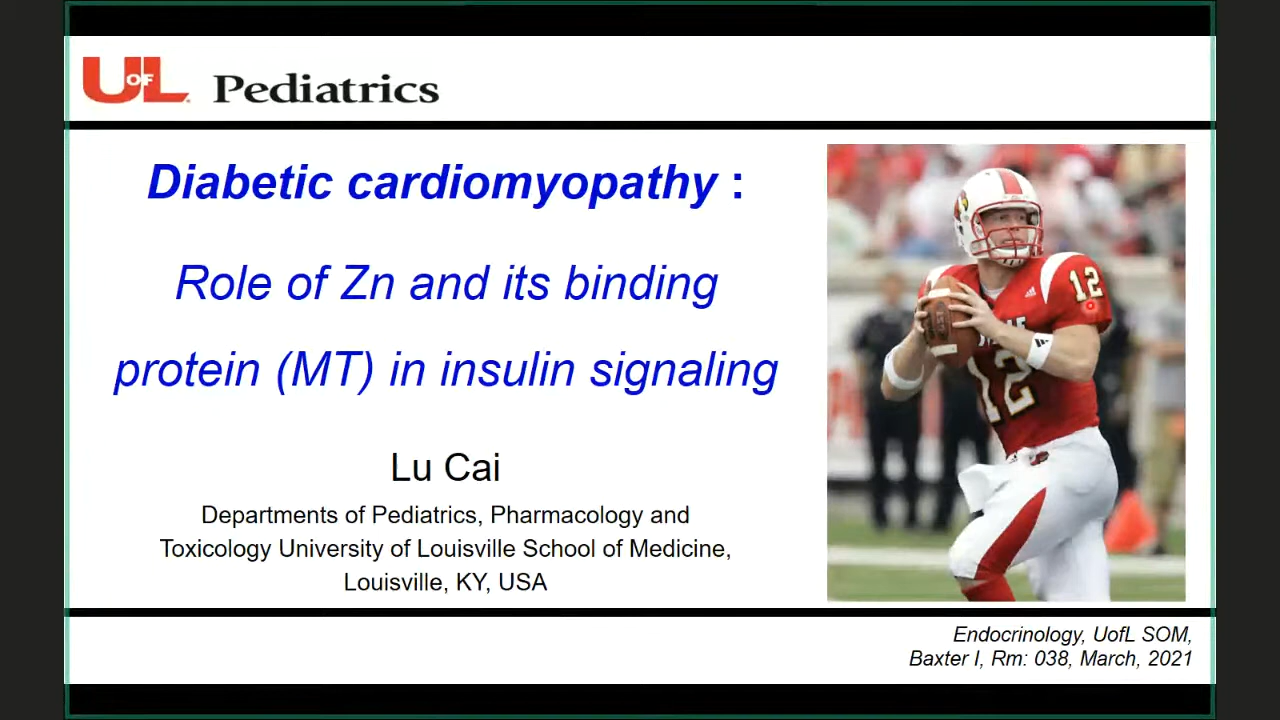 UofL Pediatrics
Diabetic cardiomyopathy :
Role of Zn and its binding
protein (MT) in insulin signaling
Lu Cai
Departments of Pediatrics, Pharmacology and
Toxicology University of Louisville School of Medicine,
Louisville, KY, USA
12
12
Endocrinology, UofL SOM,
Baxter I, Rm: 038, March, 2021